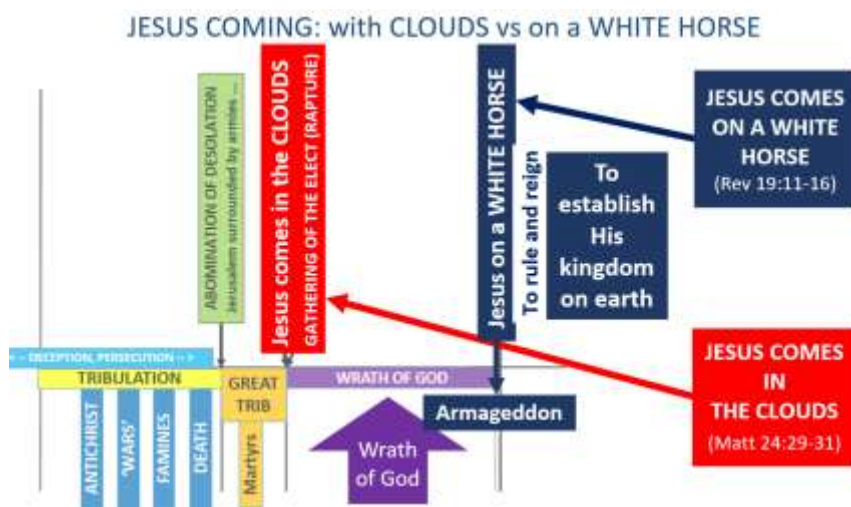 JESUS COMING: with CLOUDS vs on a WHITE HORSE
ABOMINATION OF DESOLATION
Jerusalem surrounded by armies ...
Jesus comes in the CLOUDS
GATHERING OF THE ELECT (RAPTURE)
Jesus on a WHITE HORSE
To rule and reign
To
establish
His
kingdom
on earth
JESUS COMES
ON A WHITE
HORSE
(Rev 19:11-16)
JESUS COMES
IN
THE CLOUDS
(Matt 24:29-31)
DECEPTION, PERSECUTION -- >
TRIBULATION
GREAT
TRIB
WRATH OF GOD
Armageddon
ANTICHRIST
'WARS'
FAMINES
DEATH
Martyrs
Wrath
of God